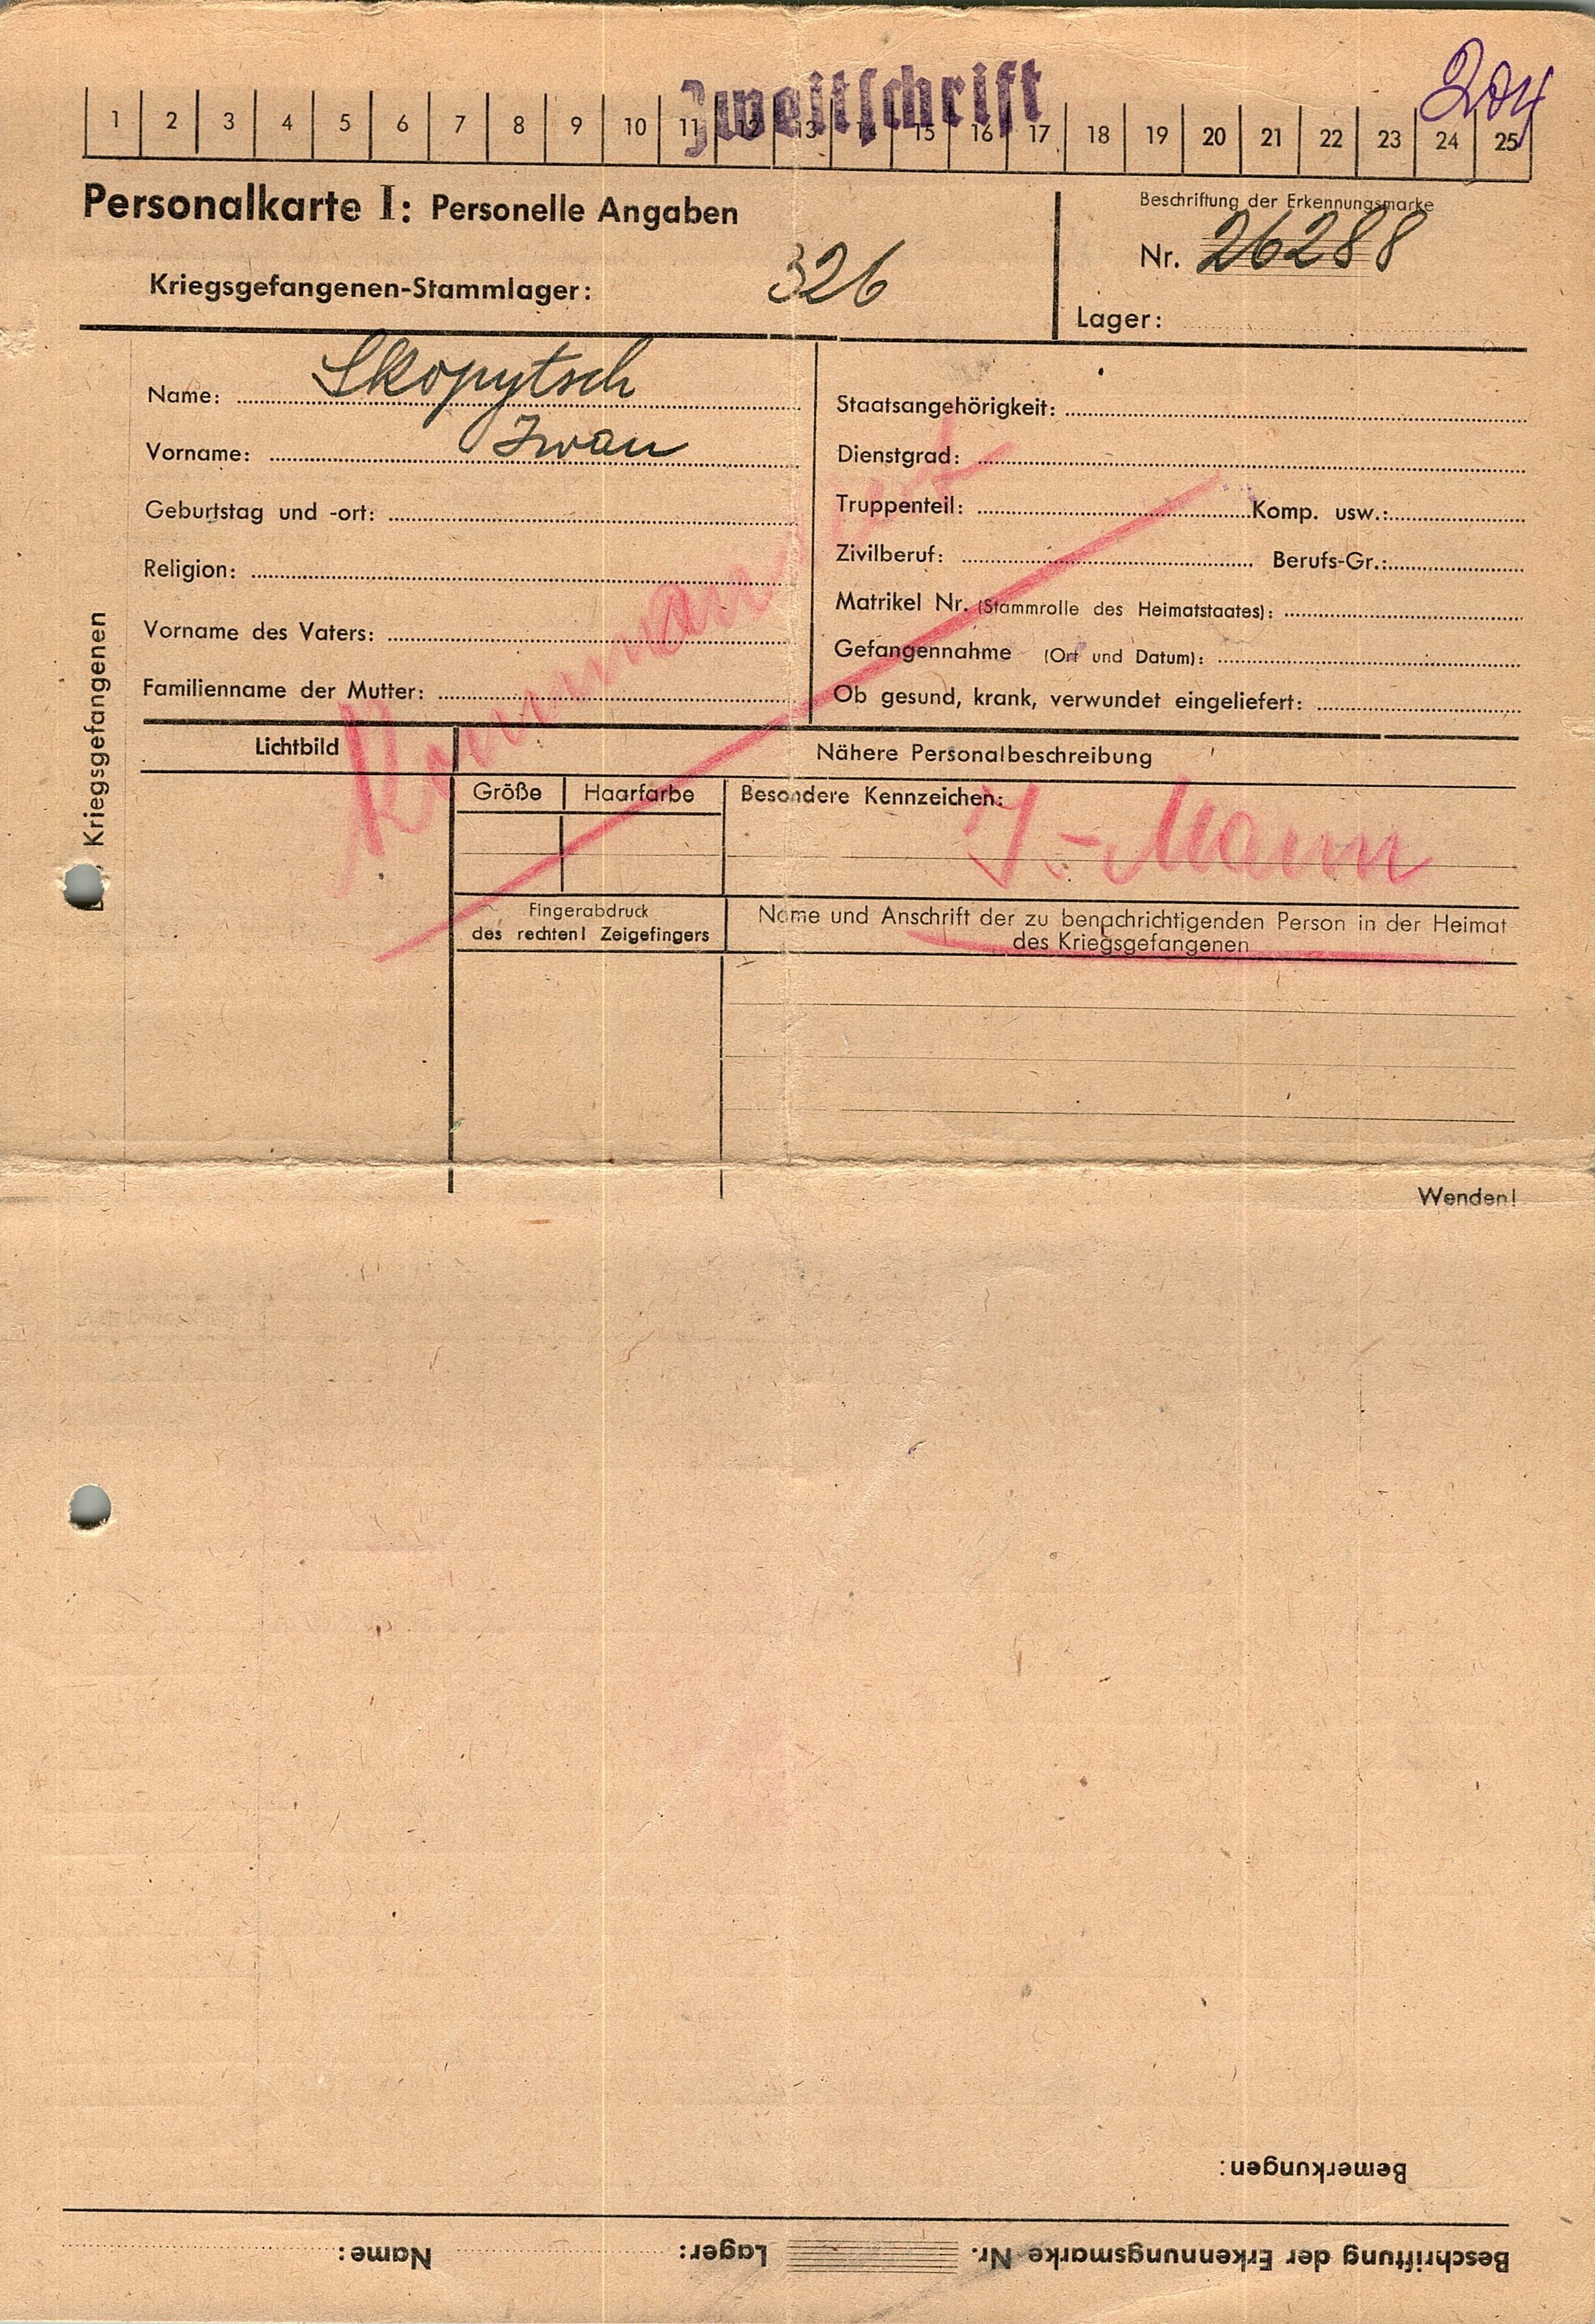 204
Zweitschrift
1 2 3 4 5 6 7 8 9 10 11 12 13 14 15 16 17 18 19 20 21 22 23 24 25
Personalkarte I: Personelle Angaben
Beschriftung der Erkennungsmarke
Nr. 26288
Kriegsgefangenen-Stammlager: 326
Lager:
Name: Skopytsch
Vorname: Iwan
Geburtstag und -ort:
Religion:
Vorname des Vaters:
Familienname der Mutter:
Staatsangehörigkeit:
Dienstgrad:
Truppenteil: Komp. usw.:
Zivilberuf: Berufs-Gr.:
Matrikel Nr. (Stammrolle des Heimatstaates):
Gefangennahme (Ort und Datum):
Ob gesund, krank, verwundet eingeliefert:
Kriegsgefangenen
Lichtbild
Nähere Personalbeschreibung
Größe Haarfarbe
Besondere Kennzeichen:
Mann
Fingerabdruck
des rechten! Zeigefingers
Name und Anschrift der zu benachrichtigenden Person in der Heimat
des Kriegsgefangenen
Wenden!
Bemerkungen:
Beschriftung der Erkennungsmarke Nr. Lager: Name: